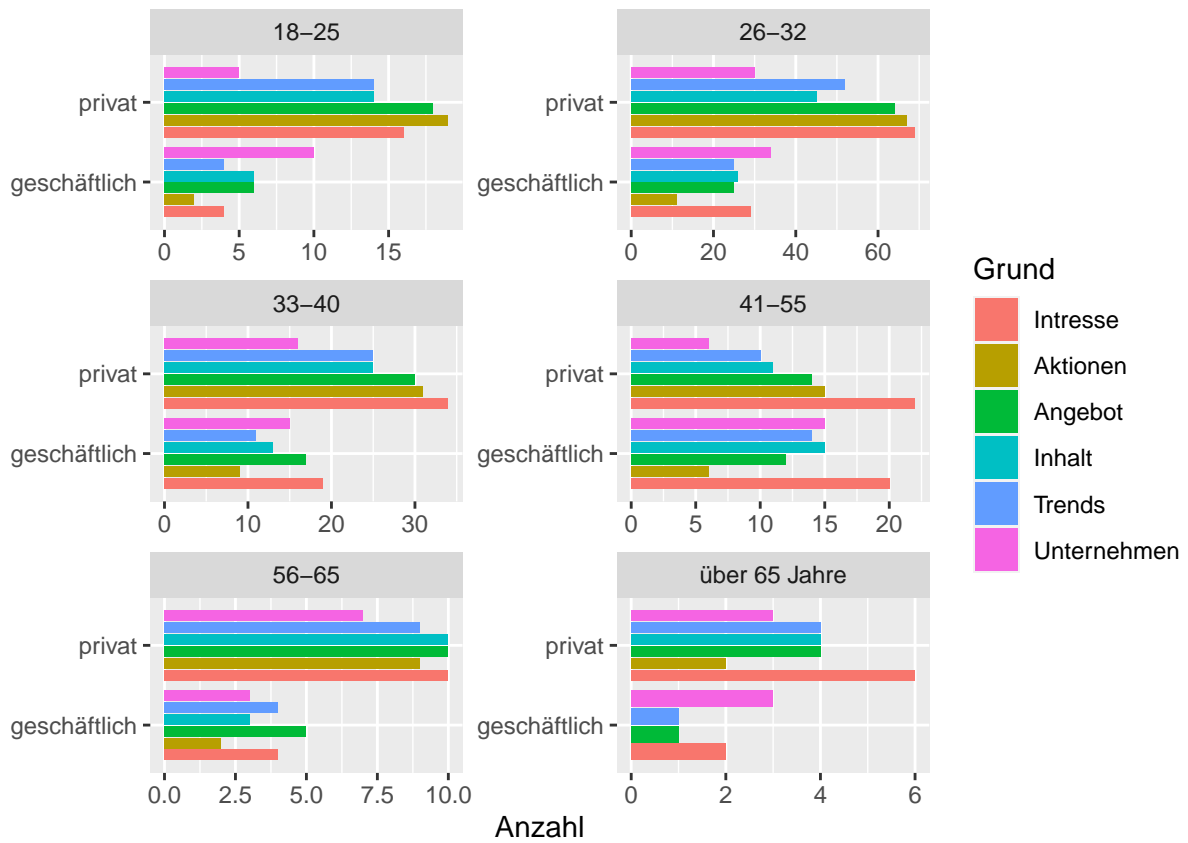 18−25
26−32
privat
geschäftlich
0 5 10 15
privat
geschäftlich
0 20 40 60
33−40
41−55
privat
geschäftlich
0 10 20 30
privat
geschäftlich
0 5 10 15 20
56−65
über 65 Jahre
privat
geschäftlich
0.0 2.5 5.0 7.5 10.0
privat
geschäftlich
0 2 4 6
Anzahl
Grund
Intresse
Aktionen
Angebot
Inhalt
Trends
Unternehmen